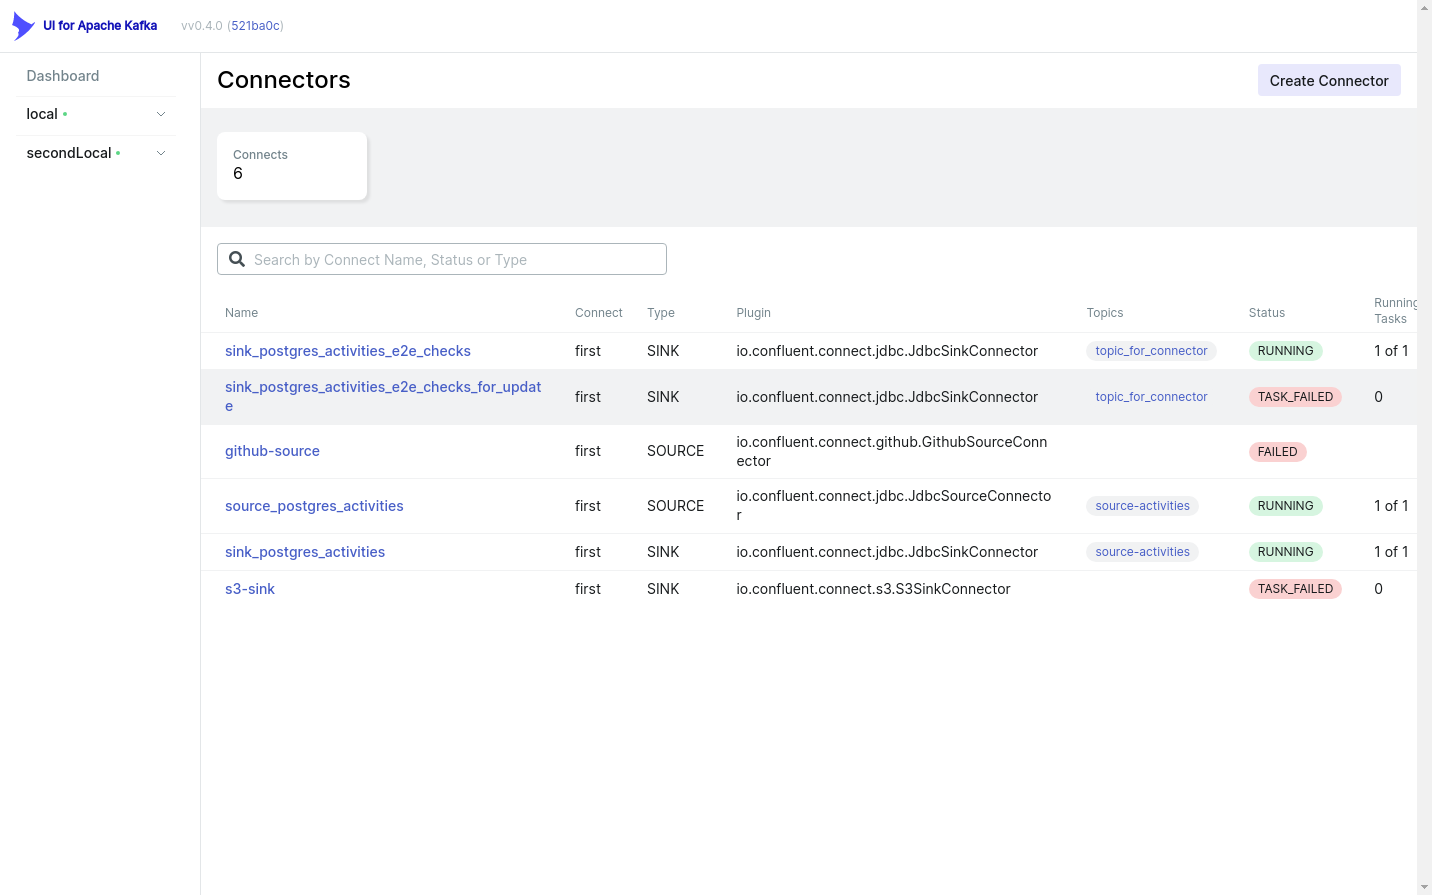 UI for Apache Kafka vv0.4.0 (521ba0c)
Dashboard
local
secondLocal
Connectors
Create Connector
Connects
6
Search by Connect Name, Status or Type
Name Connect Type Plugin Topics Status Running
Tasks
sink_postgres_activities_e2e_checks first SINK io.confluent.connect.jdbc.JdbcSinkConnector topic_for_connector RUNNING 1 of 1
sink_postgres_activities_e2e_checks_for_updat
e first SINK io.confluent.connect.jdbc.JdbcSinkConnector topic_for_connector TASK_FAILED 0
github-source first SOURCE io.confluent.connect.github.GithubSourceConn
ector FAILED
source_postgres_activities first SOURCE io.confluent.connect.jdbc.JdbcSourceConnecto
r source-activities RUNNING 1 of 1
sink_postgres_activities first SINK io.confluent.connect.jdbc.JdbcSinkConnector source-activities RUNNING 1 of 1
s3-sink first SINK io.confluent.connect.s3.S3SinkConnector TASK_FAILED 0